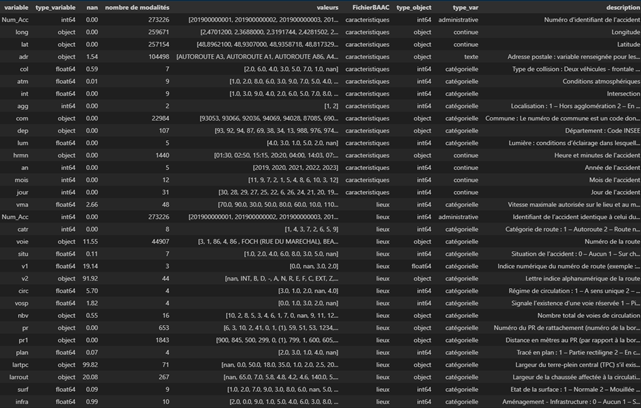 variable type_variable nan nombre de modalités valeurs FichierBAAC type_object type_var description
Num_Acc int64 0.00 273226 [201900000001, 201900000002, 201900000003, 201... caracteristiques int64 administrative Numéro d'identifiant de l'accident
long object 0.00 259671 [2,4701200, 2,3688000, 3,3191744, 2,4281502, 2... caracteristiques object continue Longitude
lat object 0.00 257154 [48,8962100, 48,9307000, 48,9358718, 48,817329... caracteristiques object continue Latitude
adr object 1.54 104498 [AUTOROUTE A3, AUTOROUTE A1, AUTOROUTE A86, A4... caracteristiques object texte Adresse postale : variable renseignée pour les...
col float64 0.59 7 [2.0, 6.0, 4.0, 3.0, 5.0, 7.0, 1.0, nan] caracteristiques int64 catégorielle Type de collision : Deux véhicules - frontale ...
atm float64 0.01 9 [1.0, 2.0, 8.0, 6.0, 3.0, 9.0, 7.0, 5.0, 4.0, ... caracteristiques int64 catégorielle Conditions atmosphériques
int float64 0.00 9 [1.0, 3.0, 9.0, 4.0, 2.0, 6.0, 5.0, 7.0, 8.0, ... caracteristiques int64 catégorielle Intersection
agg int64 0.00 2 [1, 2] caracteristiques int64 catégorielle Localisation : 1 – Hors agglomération 2 – En ...
com object 0.00 22984 [93053, 93066, 92036, 94069, 94028, 87085, 690... caracteristiques object catégorielle Commune : Le numéro de commune est un code don...
dep object 0.00 107 [93, 92, 94, 87, 69, 38, 34, 13, 988, 976, 974... caracteristiques object catégorielle Département : Code INSEE
lum float64 0.00 5 [4.0, 3.0, 1.0, 5.0, 2.0, nan] caracteristiques int64 catégorielle Lumière : conditions d'éclairage dans lesquell...
hrmn object 0.00 1440 [01:30, 02:50, 15:15, 20:20, 04:00, 14:03, 07:... caracteristiques object continue Heure et minutes de l'accident
an int64 0.00 5 [2019, 2020, 2021, 2022, 2023] caracteristiques int64 continue Année de l'accident
mois int64 0.00 12 [11, 9, 7, 2, 1, 5, 4, 8, 6, 10, 3, 12] caracteristiques int64 continue Mois de l'accident
jour int64 0.00 31 [30, 28, 29, 27, 25, 22, 6, 26, 24, 21, 20, 19... caracteristiques int64 continue Jour de l'accident
vma float64 2.66 48 [70.0, 90.0, 30.0, 50.0, 80.0, 60.0, 10.0, 110... lieux int64 catégorielle Vitesse maximale autorisée sur le lieu et au m...
Num_Acc int64 0.00 273226 [201900000001, 201900000002, 201900000003, 201... lieux int64 administrative Identifiant de l'accident identique à celui du...
catr int64 0.00 8 [1, 4, 3, 7, 2, 6, 5, 9] lieux int64 catégorielle Catégorie de route : 1 – Autoroute 2 – Route n...
voie object 11.55 44907 [3, 1, 86, 4, 86 , FOCH (RUE DU MARECHAL), BEA... lieux object catégorielle Numéro de la route
situ float64 0.11 7 [1.0, 2.0, 6.0, 8.0, 3.0, 5.0, 4.0, nan] lieux int64 catégorielle Situation de l'accident : 0 – Aucun 1 – Sur ch...
v1 float64 19.14 3 [0.0, nan, 3.0, 2.0] lieux float64 catégorielle Indice numérique du numéro de route (exemple :...
v2 object 91.92 44 [nan, INT, B, D, -, A, N, R, E, F, C, EXT, Z... lieux object catégorielle Lettre indice alphanumérique de la route
circ float64 5.70 4 [3.0, 1.0, 2.0, nan, 4.0] lieux int64 catégorielle Régime de circulation : 1 – A sens unique 2 – ...
vosp float64 1.82 4 [0.0, 1.0, 3.0, 2.0, nan] lieux int64 catégorielle Signale l'existence d'une voie réservée 1 – Pi...
nbv object 0.55 16 [10, 2, 8, 5, 3, 4, 6, 1, 7, 0, nan, 9, 11, 12... lieux object catégorielle Nombre total de voies de circulation
pr object 0.00 653 [6, 3, 10, 2, 41, 0, 1, (1), 59, 51, 53, 1234,... lieux object catégorielle Numéro du PR de rattachement (numéro de la bor...
pr1 object 0.00 1843 [900, 845, 500, 299, 0, (1), 799, 1, 600, 605,... lieux object catégorielle Distance en mètres au PR (par rapport à la bor...
plan float64 0.07 4 [2.0, 3.0, 1.0, 4.0, nan] lieux int64 catégorielle Tracé en plan : 1 – Partie rectiligne 2 – En c...
lartpc object 99.82 71 [nan, 0.0, 50.0, 18.0, 35.0, 1.0, 2.0, 2.5, 20... lieux object catégorielle Largeur du terre-plein central (TPC) s'il exis...
larrout object 20.08 267 [nan, 65.0, 7.0, 5.8, 4.8, 4.2, 4.6, 140.0, 5... lieux object catégorielle Largeur de la chaussée affectée à la circulati...
surf float64 0.09 9 [1.0, 2.0, 7.0, 9.0, 3.0, 8.0, 6.0, nan, 5.0, ... lieux int64 catégorielle Etat de la surface : 1 – Normale 2 – Mouillée ...
infra float64 0.99 10 [2.0, 0.0, 9.0, 1.0, 5.0, 4.0, 6.0, 3.0, 8.0, ... lieux int64 catégorielle Aménagement - Infrastructure : 0 – Aucun 1 – S...